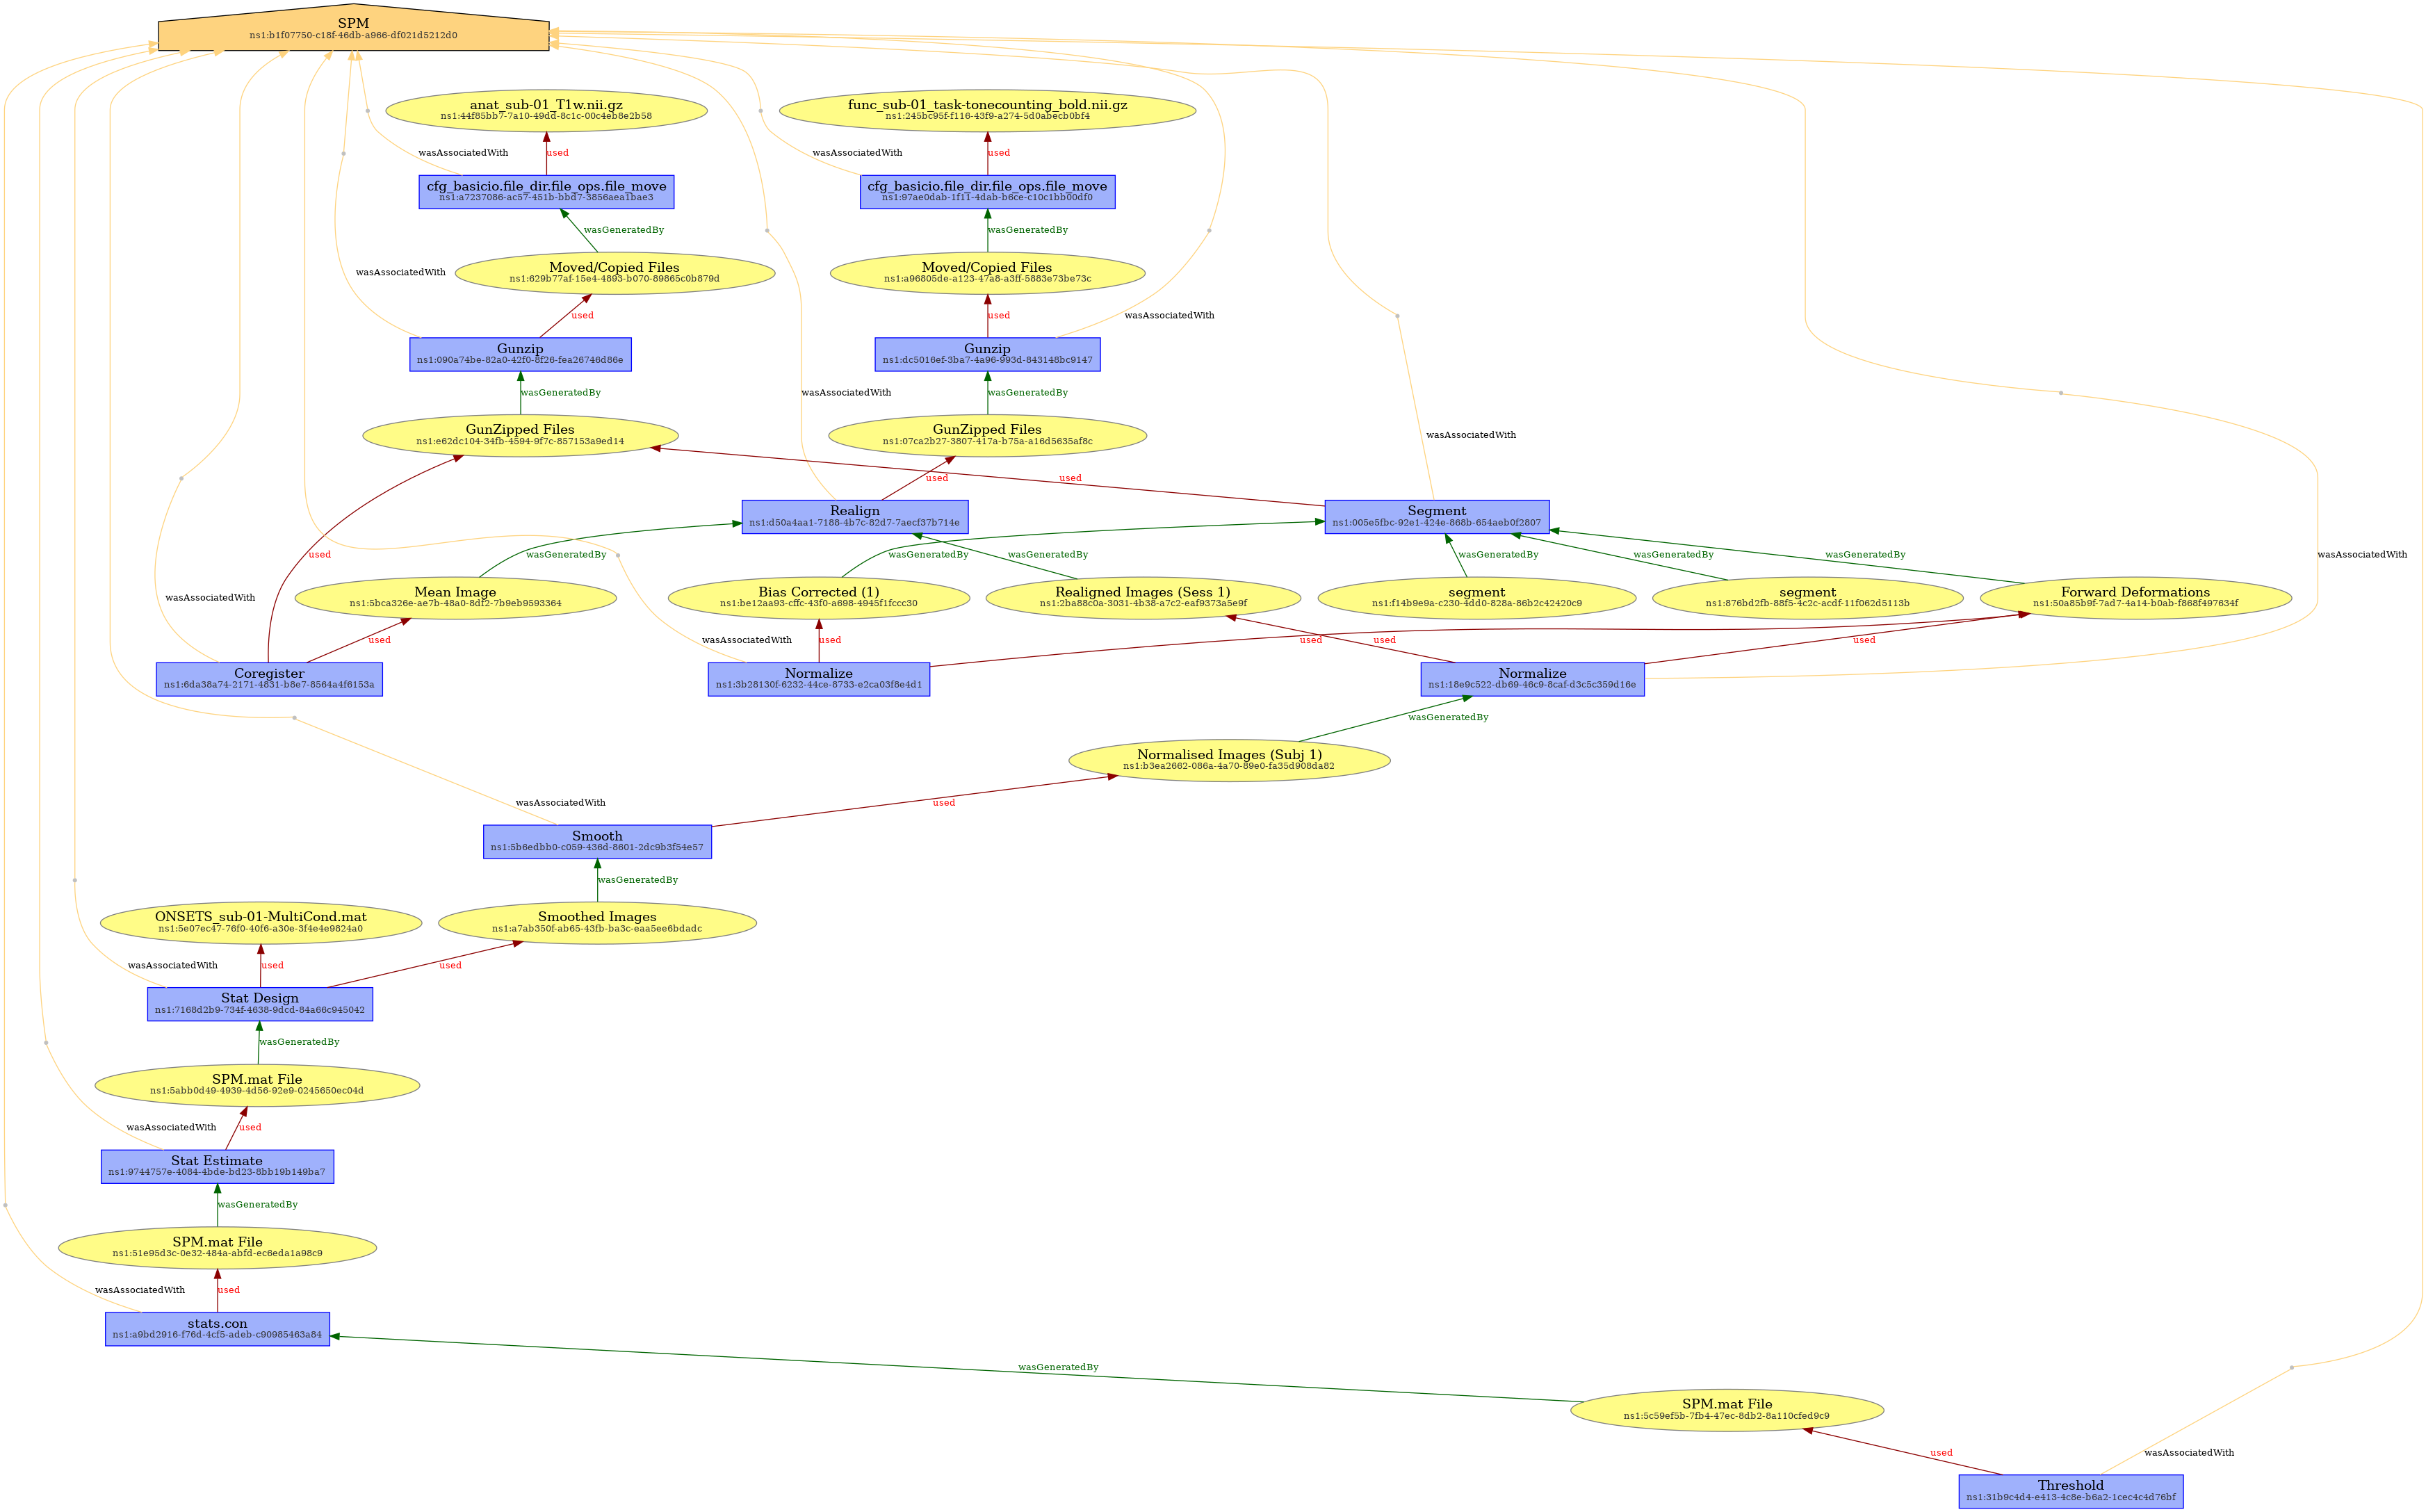 SPM
ns1:b1f07750-c18f-46db-a966-df021d5212d0
anat_sub-01_T1w.nii.gz
ns1:44f85bb7-7a10-49dd-8c1c-00c4eb8e2b58
func_sub-01_task-tonecounting_bold.nii.gz
ns1:245bc95f-f116-43f9-a274-5d0abecb0bf4
wasAssociatedWith
used
wasAssociatedWith
used
cfg_basicio.file_dir.file_ops.file_move
ns1:a7237086-ac57-451b-bbd7-3856aea1bae3
cfg_basicio.file_dir.file_ops.file_move
ns1:97ae0dab-1f11-4dab-b6ce-c10c1bb00df0
wasGeneratedBy
wasGeneratedBy
wasAssociatedWith
Moved/Copied Files
ns1:629b77af-15e4-4893-b070-89865c0b879d
Moved/Copied Files
ns1:a96805de-a123-47a8-a3ff-5883e73be73c
used
used
wasAssociatedWith
Gunzip
ns1:090a74be-82a0-42f0-8f26-fea26746d86e
Gunzip
ns1:dc5016ef-3ba7-4a96-993d-843148bc9147
wasGeneratedBy
wasAssociatedWith
wasGeneratedBy
GunZipped Files
ns1:e62dc104-34fb-4594-9f7c-857153a9ed14
GunZipped Files
ns1:07ca2b27-3807-417a-b75a-a16d5635af8c
wasAssociatedWith
used
used
Realign
ns1:d50a4aa1-7188-4b7c-82d7-7aecf37b714e
Segment
ns1:005e5fbc-92e1-424e-868b-654aeb0f2807
used
wasGeneratedBy
wasGeneratedBy
wasGeneratedBy
wasGeneratedBy
wasGeneratedBy
wasGeneratedBy
wasAssociatedWith
wasAssociatedWith
Mean Image
ns1:5bca326e-ae7b-48a0-8df2-7b9eb9593364
Bias Corrected (1)
ns1:be12aa93-cffc-43f0-a698-4945f1fccc30
Realigned Images (Sess 1)
ns1:2ba88c0a-3031-4b38-a7c2-eaf9373a5e9f
segment
ns1:f14b9e9a-c230-4dd0-828a-86b2c42420c9
segment
ns1:876bd2fb-88f5-4c2c-acdf-11f062d5113b
Forward Deformations
ns1:50a85b9f-7ad7-4a14-b0ab-f868f497634f
used
wasAssociatedWith
used
used
used
used
Coregister
ns1:6da38a74-2171-4831-b8e7-8564a4f6153a
Normalize
ns1:3b28130f-6232-44ce-8733-e2ca03f8e4d1
Normalize
ns1:18e9c522-db69-46c9-8caf-d3c5c359d16e
wasGeneratedBy
Normalised Images (Subj 1)
ns1:b3ea2662-086a-4a70-89e0-fa35d908da82
wasAssociatedWith
used
Smooth
ns1:5b6edbb0-c059-436d-8601-2dc9b3f54e57
wasGeneratedBy
ONSETS_sub-01-MultiCond.mat
ns1:5e07ec47-76f0-40f6-a30e-3f4e4e9824a0
Smoothed Images
ns1:a7ab350f-ab65-43fb-ba3c-eaa5ee6bdadc
wasAssociatedWith
used
used
Stat Design
ns1:7168d2b9-734f-4638-9dcd-84a66c945042
wasGeneratedBy
SPM.mat File
ns1:5abb0d49-4939-4d56-92e9-0245650ec04d
wasAssociatedWith
used
Stat Estimate
ns1:9744757e-4084-4bde-bd23-8bb19b149ba7
wasGeneratedBy
SPM.mat File
ns1:51e95d3c-0e32-484a-abfd-ec6eda1a98c9
wasAssociatedWith
used
stats.con
ns1:a9bd2916-f76d-4cf5-adeb-c90985463a84
wasGeneratedBy
SPM.mat File
ns1:5c59ef5b-7fb4-47ec-8db2-8a110cfed9c9
used
wasAssociatedWith
Threshold
ns1:31b9c4d4-e413-4c8e-b6a2-1cec4c4d76bf